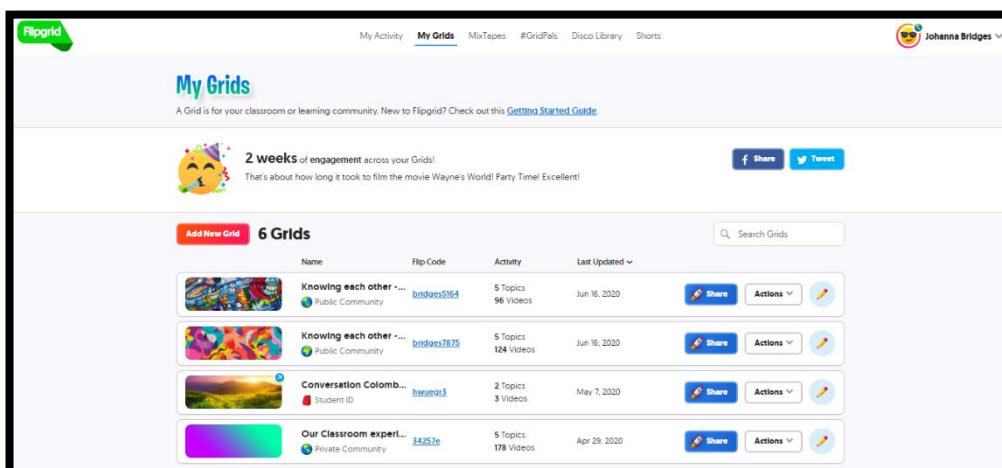 Flipgrid
My Activity My Grids MixTapes #GridPals Disco Library Shorts Johanna Bridges
My Grids
A Grid is for your classroom or learning community. New to Flipgrid? Check out this Getting Started Guide.
2 weeks of engagement across your Grids!
That's about how long it took to film the movie Wayne's World! Party Time! Excellent!
Share Tweet
Add New Grid 6 Grids Search Grids
Name Flip Code Activity Last Updated
Knowing each other -... bridges5164 5 Topics Jun 16, 2020 Share Actions
Public Community 96 Videos
Knowing each other -... bridges7875 5 Topics Jun 16, 2020 Share Actions
Public Community 124 Videos
Conversation Colomb... hwuegr3 2 Topics May 7, 2020 Share Actions
Student ID 3 Videos
Our Classroom experi... 34257e 5 Topics Apr 29, 2020 Share Actions
Private Community 178 Videos